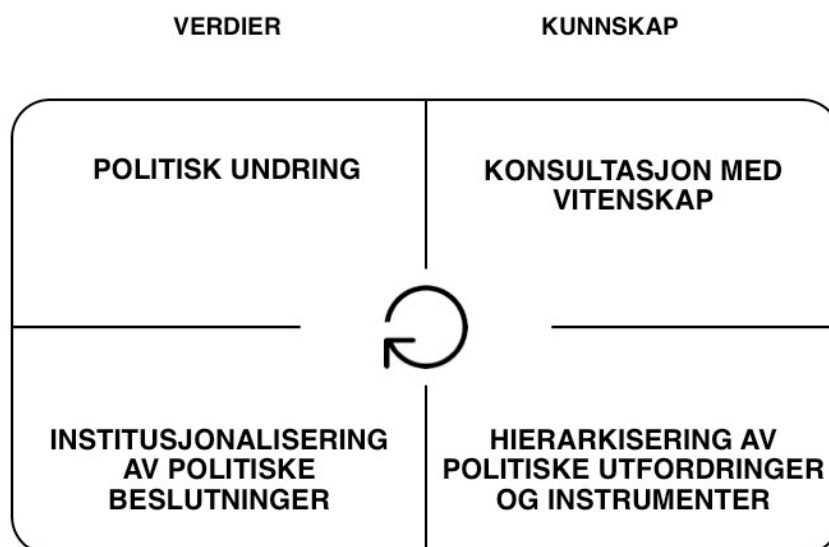 VERDIER
KUNNSKAP
POLITISK UNDRING
KONSULTASJON MED
VITENSKAP
INSTITUSJONALISERING
AV POLITISKE
BESLUTNINGER
HIERARKISERING AV
POLITISKE UTFORDRINGER
OG INSTRUMENTER